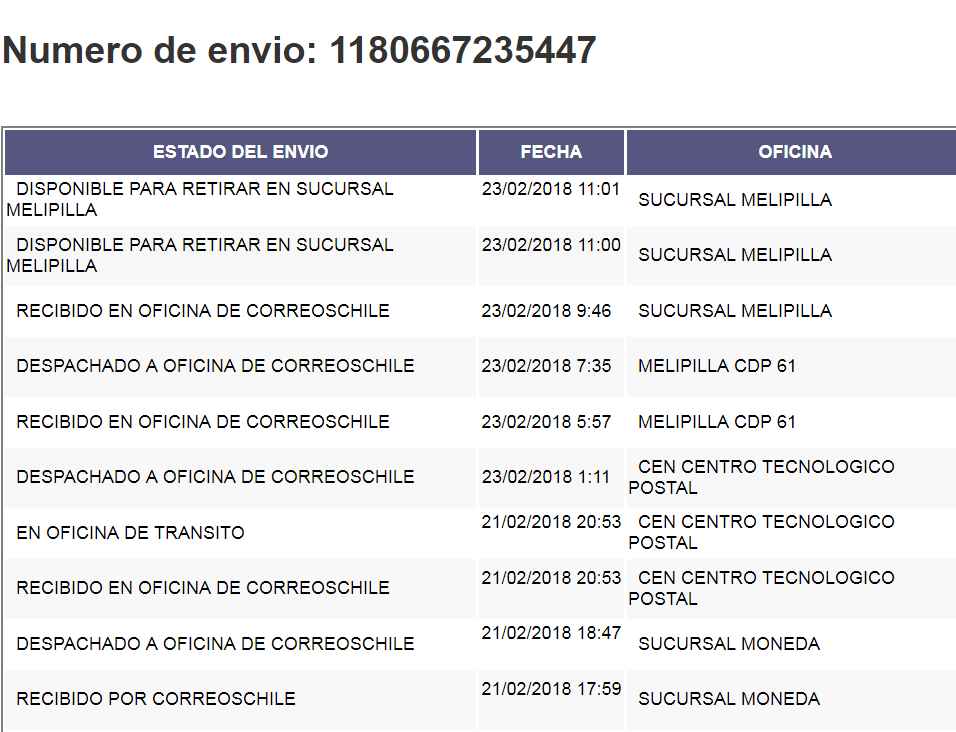 Numero de envio: 1180667235447
ESTADO DEL ENVIO FECHA OFICINA
DISPONIBLE PARA RETIRAR EN SUCURSAL MELIPILLA 23/02/2018 11:01 SUCURSAL MELIPILLA
DISPONIBLE PARA RETIRAR EN SUCURSAL MELIPILLA 23/02/2018 11:00 SUCURSAL MELIPILLA
RECIBIDO EN OFICINA DE CORREOSCHILE 23/02/2018 9:46 SUCURSAL MELIPILLA
DESPACHADO A OFICINA DE CORREOSCHILE 23/02/2018 7:35 MELIPILLA CDP 61
RECIBIDO EN OFICINA DE CORREOSCHILE 23/02/2018 5:57 MELIPILLA CDP 61
DESPACHADO A OFICINA DE CORREOSCHILE 23/02/2018 1:11 CEN CENTRO TECNOLOGICO POSTAL
EN OFICINA DE TRANSITO 21/02/2018 20:53 CEN CENTRO TECNOLOGICO POSTAL
RECIBIDO EN OFICINA DE CORREOSCHILE 21/02/2018 20:53 CEN CENTRO TECNOLOGICO POSTAL
DESPACHADO A OFICINA DE CORREOSCHILE 21/02/2018 18:47 SUCURSAL MONEDA
RECIBIDO POR CORREOSCHILE 21/02/2018 17:59 SUCURSAL MONEDA